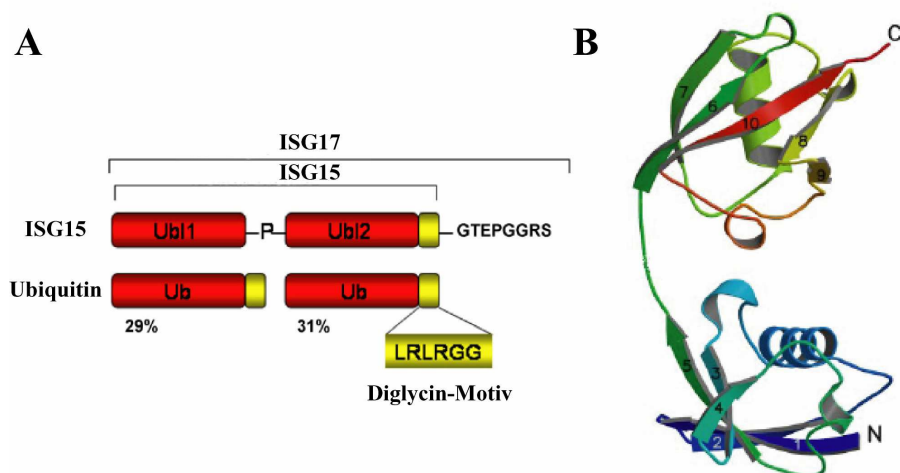 A
B
ISG17
ISG15
ISG15
Ubl1
P
Ubl2
GTEPGGRS
Ubiquitin
Ub
Ub
29%
31%
LRLRGG
Diglycin-Motiv
C
7
6
10
8
9
5
3
4
2
1
N